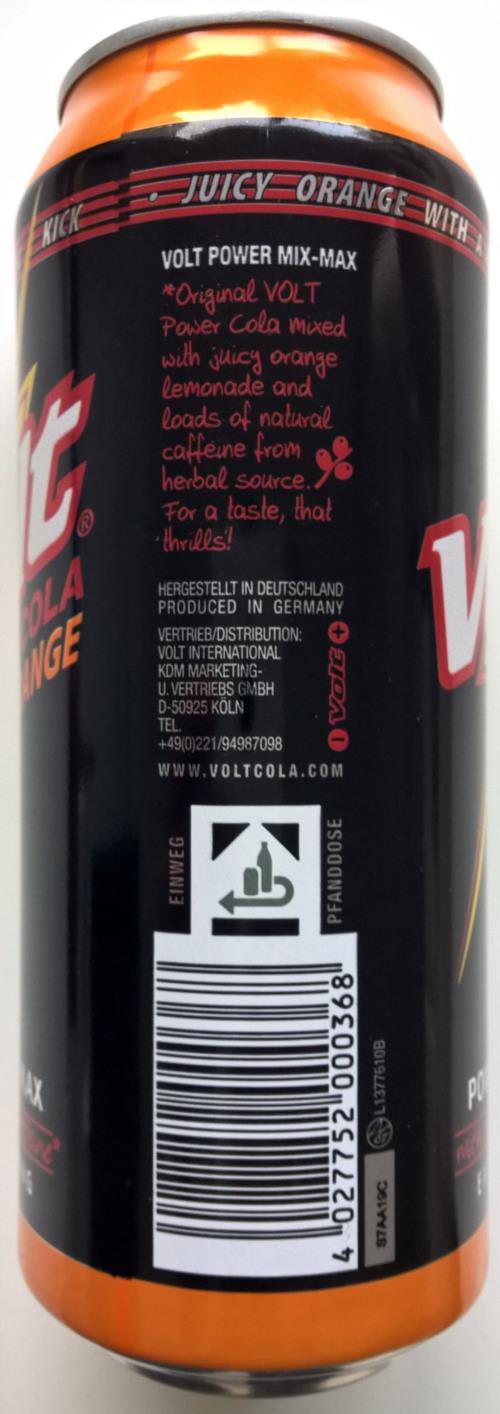 KICK • JUICY ORANGE WITH A
VOLT POWER MIX-MAX
*Original VOLT
Power Cola mixed
with juicy orange
lemonade and
loads of natural
caffeine from
herbal source.
For a taste, that
thrills!
HERGESTELLT IN DEUTSCHLAND
PRODUCED IN GERMANY
VERTRIEB/DISTRIBUTION:
VOLT INTERNATIONAL
KDM MARKETING-
U. VERTRIEBS GMBH
D-50925 KÖLN
TEL.
+49(0)221/94987098
WWW.VOLTCOLA.COM
Volt
EINWEG
PFANDDOSE
4 027752 000368
L1377610B
S7AA19C
lt®
COLA
ANGE
AX
G
V
PO
E